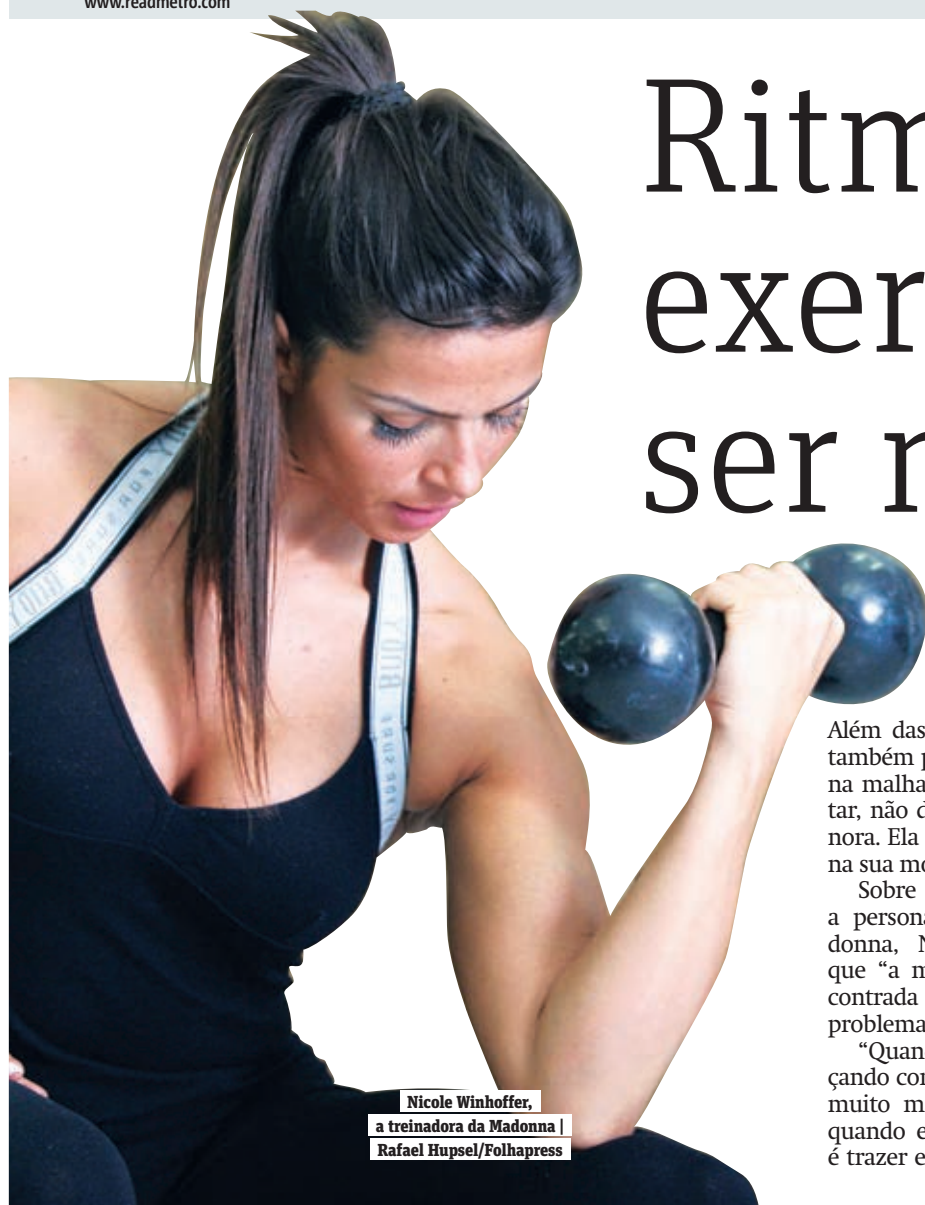 www.readmetro.com
Ritm
exer
ser
Além das
também p
na malha
tar, não d
nora. Ela
na sua mo
Sobre
a persona
donna, N
que “a m
contrada
problema
“Quan
çando con
muito m
quando e
é trazer e
Nicole Winhoffer,
a treinadora da Madonna |
Rafael Hupsel/Folhapress